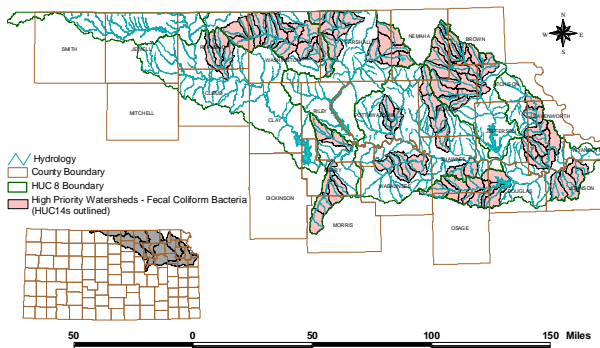 N
W E
S
SMITH
JEWELL
WASHINGTON
MARSHALL
NEMAHA
BROWN
MITCHELL
CLOUD
CLAY
RILEY
JEFFERSON
LEAVENWORTH
SHAWNEE
WABAUNSEE
DOUGLAS
JOHNSON
DICKINSON
MORRIS
OSAGE
Hydrology
County Boundary
HUC 8 Boundary
High Priority Watersheds - Fecal Coliform Bacteria
(HUC14s outlined)
50 0 50 100 150 Miles